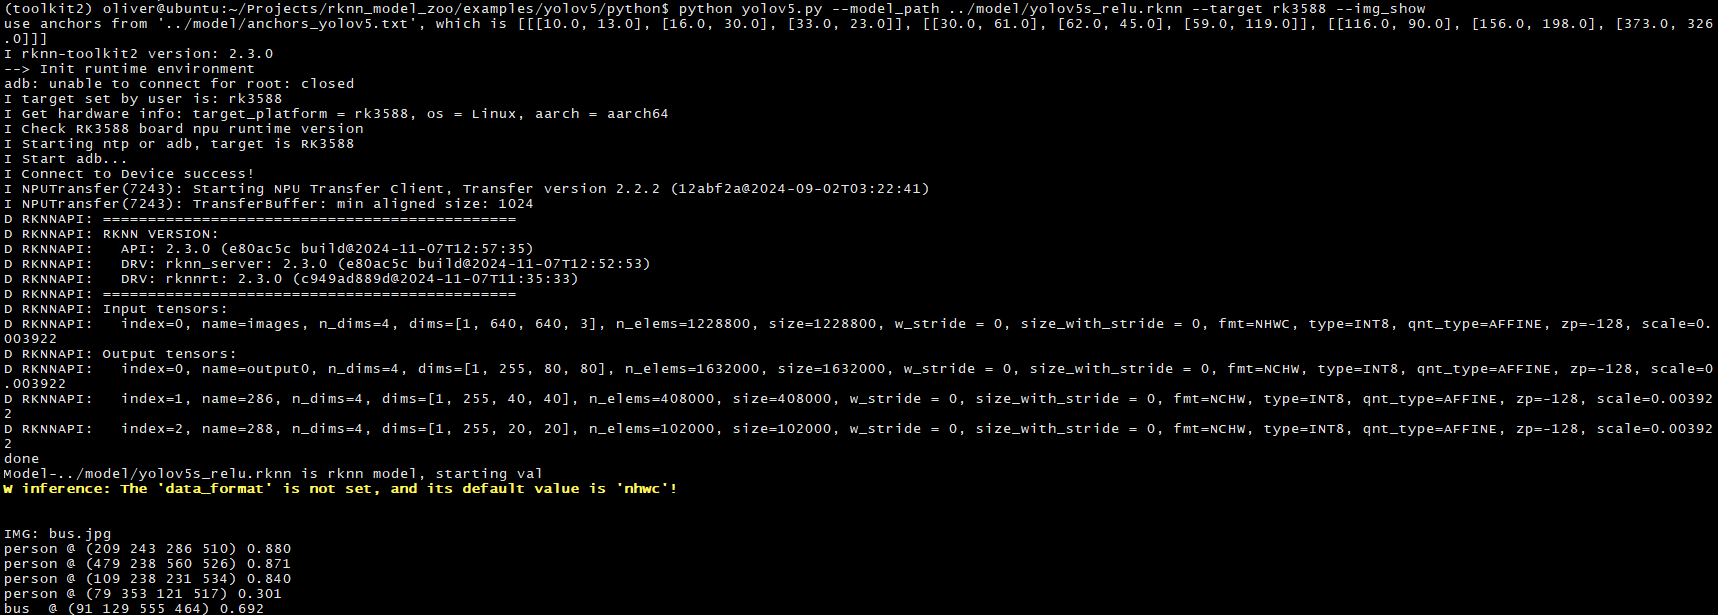 (toolkit2) oliver@ubuntu:~/Projects/rknn_model_zoo/examples/yolov5/python$ python yolov5.py --model_path ../model/yolov5s_relu.rknn --target rk3588 --img_show
use anchors from '../model/anchors_yolov5.txt', which is [[[10.0, 13.0], [16.0, 30.0], [33.0, 23.0]], [[30.0, 61.0], [62.0, 45.0], [59.0, 119.0]], [[116.0, 90.0], [156.0, 198.0], [373.0, 326
.0]]]
I rknn-toolkit2 version: 2.3.0
--> Init runtime environment
adb: unable to connect for root: closed
I target set by user is: rk3588
I Get hardware info: target_platform = rk3588, os = Linux, aarch = aarch64
I Check RK3588 board npu runtime version
I Starting ntp or adb, target is RK3588
I Start adb...
I Connect to Device success!
I NPUTransfer(7243): Starting NPU Transfer Client, Transfer version 2.2.2 (12abf2a@2024-09-02T03:22:41)
I NPUTransfer(7243): TransferBuffer: min aligned size: 1024
D RKNNAPI: ==============================================
D RKNNAPI: RKNN VERSION:
D RKNNAPI:   API: 2.3.0 (e80ac5c build@2024-11-07T12:57:35)
D RKNNAPI:   DRV: rknn_server: 2.3.0 (e80ac5c build@2024-11-07T12:52:53)
D RKNNAPI:   DRV: rknnrt: 2.3.0 (c949ad889d@2024-11-07T11:35:33)
D RKNNAPI: ==============================================
D RKNNAPI: Input tensors:
D RKNNAPI:   index=0, name=images, n_dims=4, dims=[1, 640, 640, 3], n_elems=1228800, size=1228800, w_stride = 0, size_with_stride = 0, fmt=NHWC, type=INT8, qnt_type=AFFINE, zp=-128, scale=0.
003922
D RKNNAPI: Output tensors:
D RKNNAPI:   index=0, name=output0, n_dims=4, dims=[1, 255, 80, 80], n_elems=1632000, size=1632000, w_stride = 0, size_with_stride = 0, fmt=NCHW, type=INT8, qnt_type=AFFINE, zp=-128, scale=0
.003922
D RKNNAPI:   index=1, name=286, n_dims=4, dims=[1, 255, 40, 40], n_elems=408000, size=408000, w_stride = 0, size_with_stride = 0, fmt=NCHW, type=INT8, qnt_type=AFFINE, zp=-128, scale=0.00392
2
D RKNNAPI:   index=2, name=288, n_dims=4, dims=[1, 255, 20, 20], n_elems=102000, size=102000, w_stride = 0, size_with_stride = 0, fmt=NCHW, type=INT8, qnt_type=AFFINE, zp=-128, scale=0.00392
2
done
Model-../model/yolov5s_relu.rknn is rknn model, starting val
W inference: The 'data_format' is not set, and its default value is 'nhwc'!
IMG: bus.jpg
person @ (209 243 286 510) 0.880
person @ (479 238 560 526) 0.871
person @ (109 238 231 534) 0.840
person @ (79 353 121 517) 0.301
bus  @ (91 129 555 464) 0.692